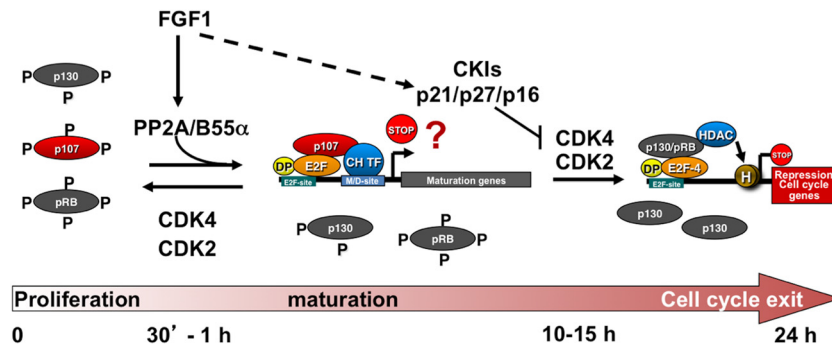 FGF1
CKIs
p21/p27/p16
P
p130
P
P
P
p107
P
P
pRB
P
P
PP2A/B55α
CDK4
CDK2
p107
STOP
?
DP
E2F
CH TF
E2F-site
M/D-site
Maturation genes
P
p130
P
P
P
pRB
P
P
CDK4
CDK2
p130/pRB
HDAC
DP
E2F-4
E2F-site
H
STOP
Repression
Cell cycle
genes
p130
p130
Proliferation
maturation
Cell cycle exit
0
30’ - 1 h
10-15 h
24 h